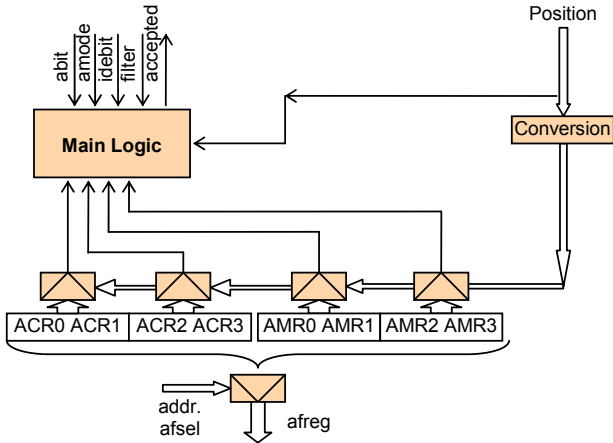 abit
amode
idebit
filter
accepted
Position
Main Logic
Conversion
ACR0 ACR1
ACR2 ACR3
AMR0 AMR1
AMR2 AMR3
addr.
afsel
afreg